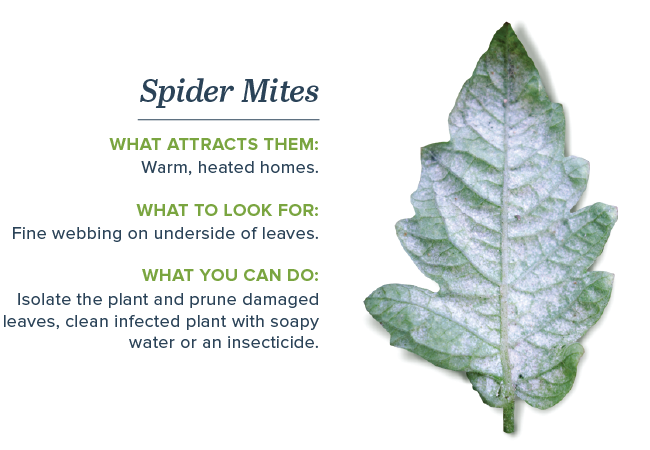 Spider Mites
WHAT ATTRACTS THEM:
Warm, heated homes.
WHAT TO LOOK FOR:
Fine webbing on underside of leaves.
WHAT YOU CAN DO:
Isolate the plant and prune damaged
leaves, clean infected plant with soapy
water or an insecticide.